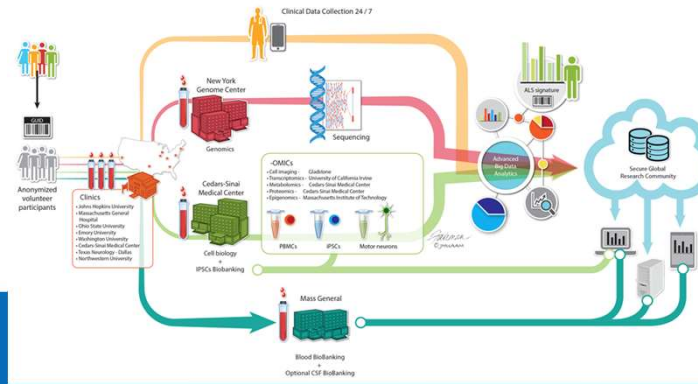 Clinical Data Collection 24 / 7
GUID
Anonymized
volunteer
participants
Clinics
• Johns Hopkins University
• Massachusetts General
Hospital
• Ohio State University
• Emory University
• Washington University
• Cedars-Sinai Medical Center
• Texas Neurology - Dallas
• Northwestern University
New York
Genome Center
Genomics
Sequencing
Cedars-Sinai
Medical Center
Cell biology
+
IPSCs Biobanking
-OMICs
• Cell imaging - Gladstone
• Transcriptomics - University of California Irvine
• Metabolomics - Cedars Sinai Medical Center
• Proteomics - Cedars Sinai Medical Center
• Epigenomics - Massachusetts Institute of Technology
PBMCs
iPSCs
Motor neurons
ALS signature
Advanced
Big Data
Analytics
Secure Global
Research Community
Mass General
Blood BioBanking
+
Optional CSF BioBanking